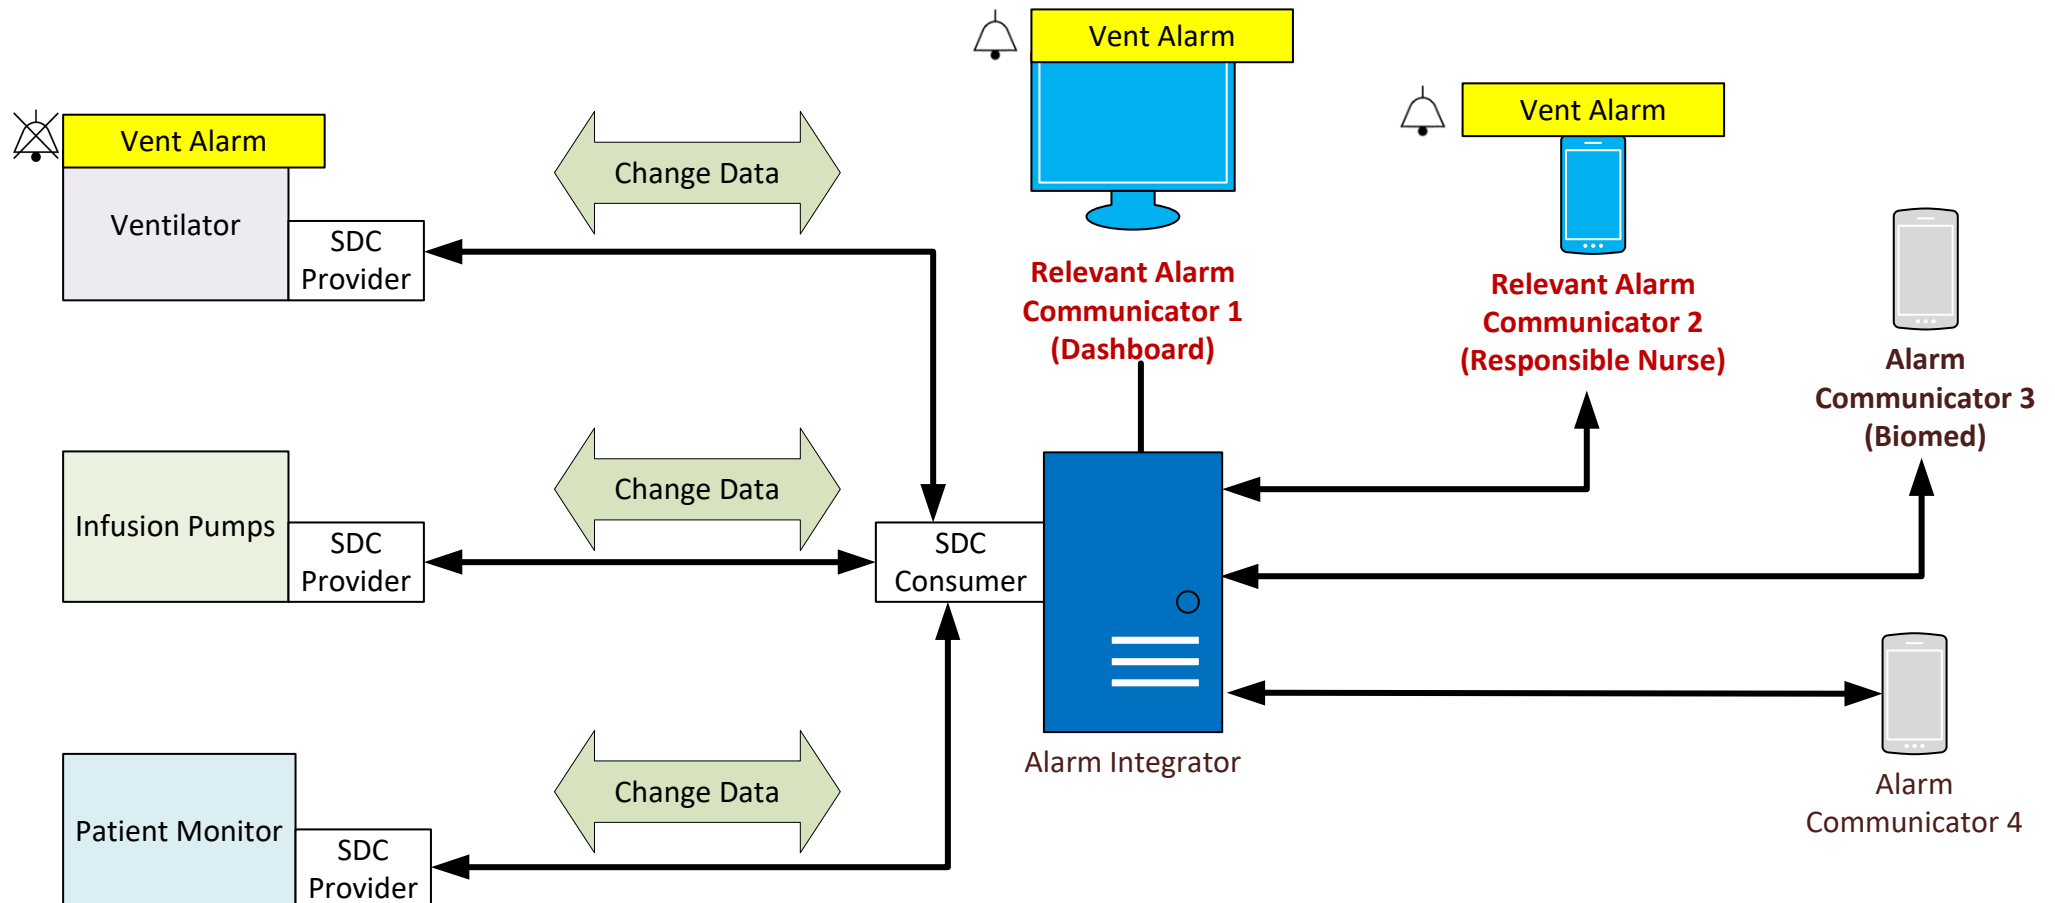 Vent Alarm
Vent Alarm
Vent Alarm
Ventilator
SDC
Provider
Change Data
Relevant Alarm
Communicator 1
(Dashboard)
Relevant Alarm
Communicator 2
(Responsible Nurse)
Alarm
Communicator 3
(Biomed)
Infusion Pumps
SDC
Provider
Change Data
SDC
Consumer
Alarm Integrator
Alarm
Communicator 4
Patient Monitor
SDC
Provider
Change Data